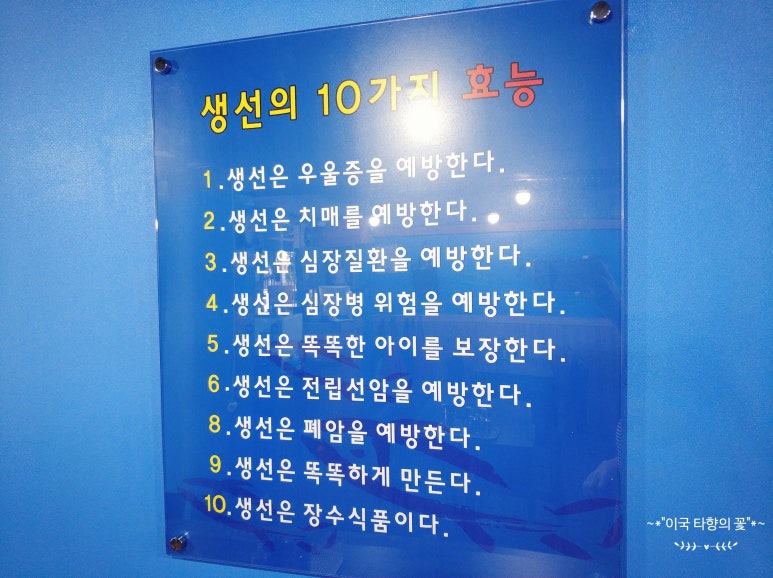 생선의 10가지 효능
1.생선은 우울증을 예방한다.
2.생선은 치매를 예방한다.
3.생선은 심장질환을 예방한다.
4.생선은 심장병 위험을 예방한다.
5.생선은 똑똑한 아이를 보장한다.
6.생선은 전립선암을 예방한다.
8.생선은 폐암을 예방한다.
9.생선은 똑똑하게 만든다.
10.생선은 장수식품이다.
~*"이국 타향의 꽃"*~